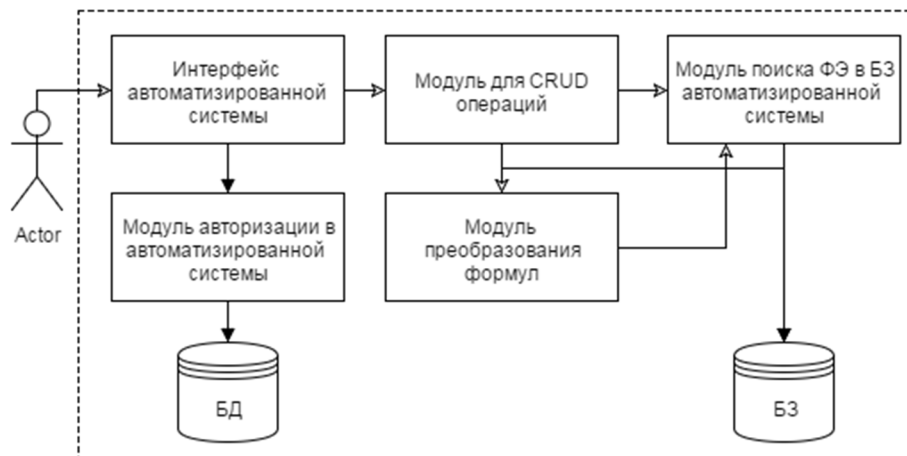 Интерфейс
автоматизированной
системы
Модуль для CRUD
операций
Модуль поиска ФЭ в БЗ
автоматизированной
системы
Actor
Модуль авторизации в
автоматизированной
системы
Модуль
преобразования
формул
БД
БЗ